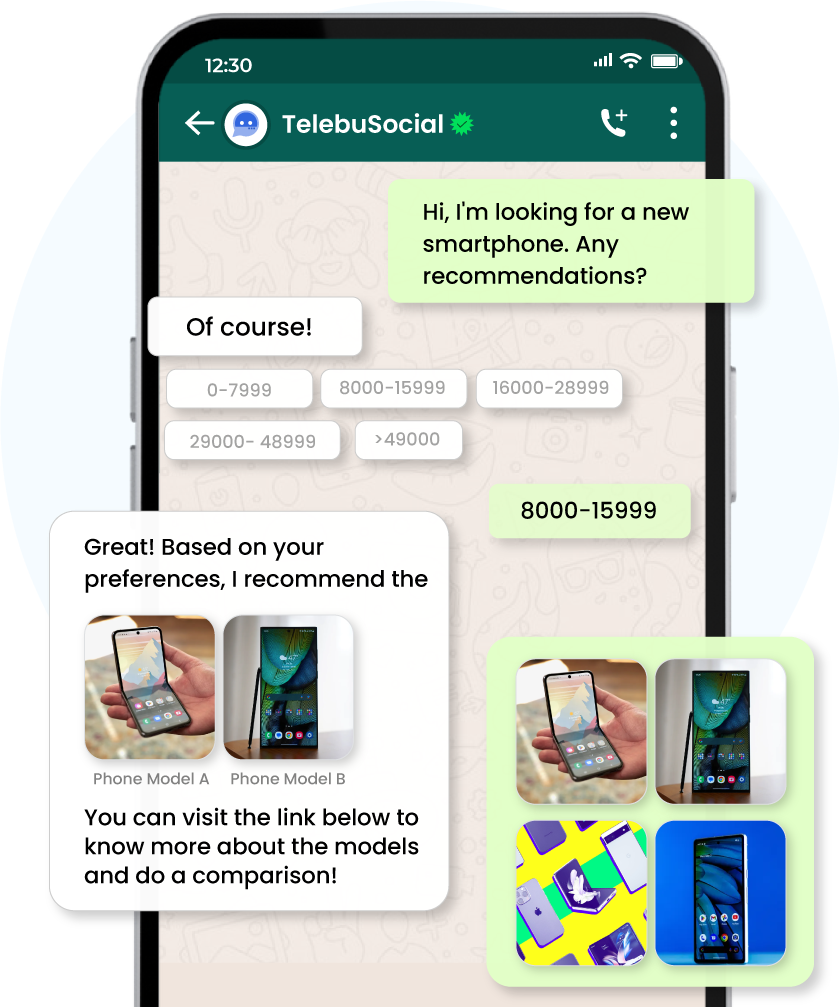 12:30
TelebuSocial
Hi, I'm looking for a new
smartphone. Any
recommendations?
Of course!
0-7999
8000-15999
16000-28999
29000- 48999
>49000
8000-15999
Great! Based on your
preferences, I recommend the
Phone Model A
Phone Model B
You can visit the link below to
know more about the models
and do a comparison!